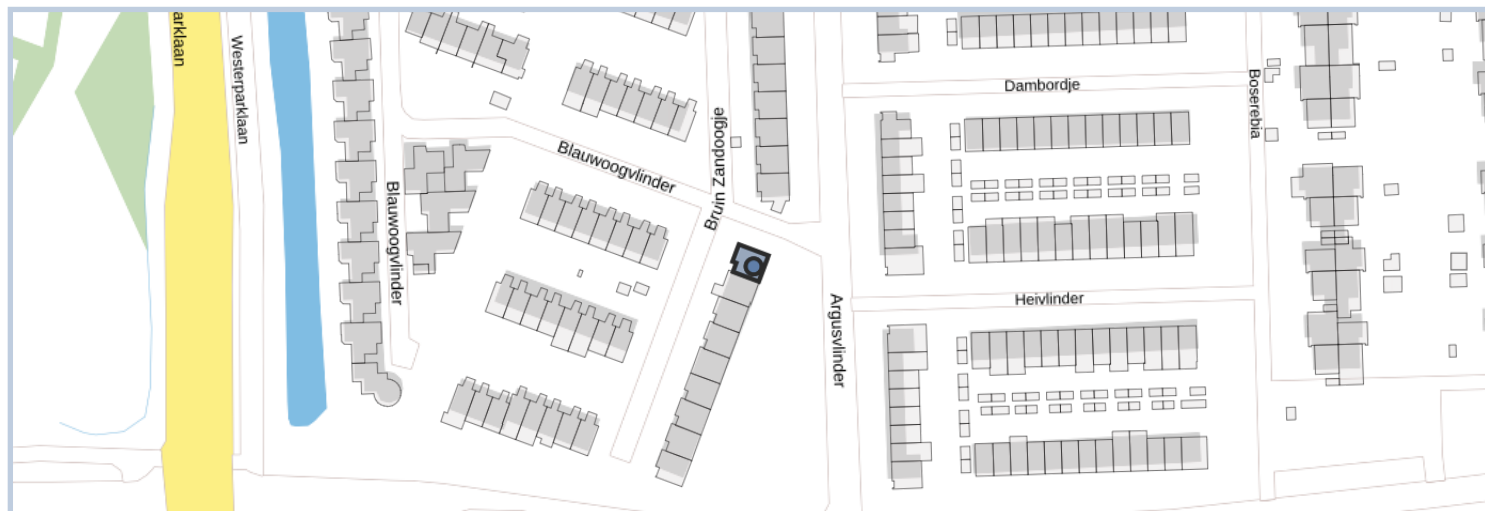 arklaan
Westerparklaan
Dambordje
Boserebia
Bruin Zandoogje
Blauwoogvlinder
Blauwoogvlinder
Heivlinder
Argusvlinder